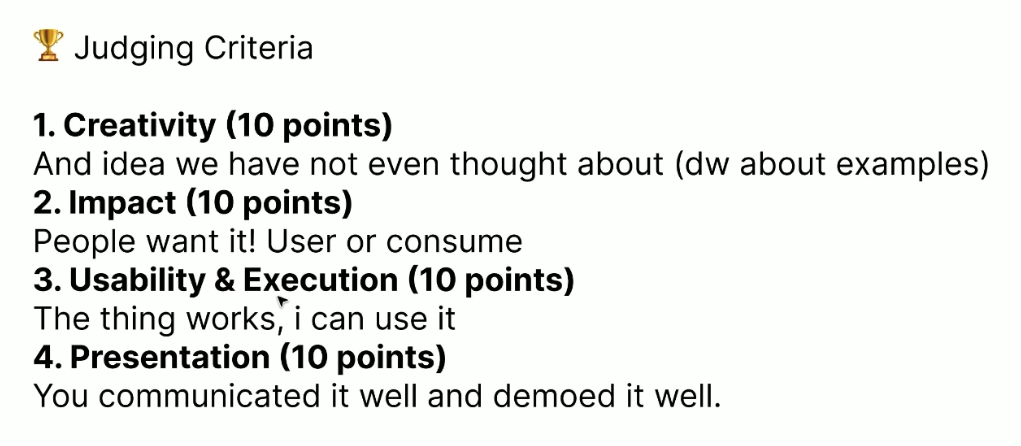 🏆 Judging Criteria
1. Creativity (10 points)
And idea we have not even thought about (dw about examples)
2. Impact (10 points)
People want it! User or consume
3. Usability & Execution (10 points)
The thing works, i can use it
4. Presentation (10 points)
You communicated it well and demoed it well.